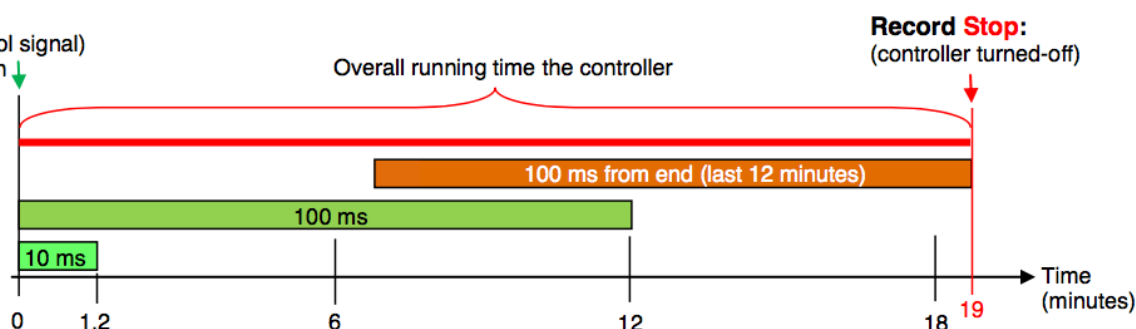 Record Stop:
(controller turned-off)
ol signal)
Overall running time the controller
100 ms from end (last 12 minutes)
100 ms
10 ms
Time
(minutes)
0 1.2 6 12 18 19